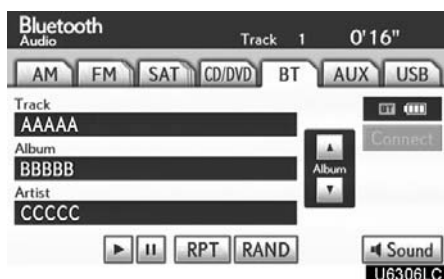 Bluetooth
Audio Track 1 0'16"
AM FM SAT CD/DVD BT AUX USB
Track
AAAAA
BT
Connect
Album
BBBBB
Album
Artist
CCCCC
RPT RAND Sound
U6306LC